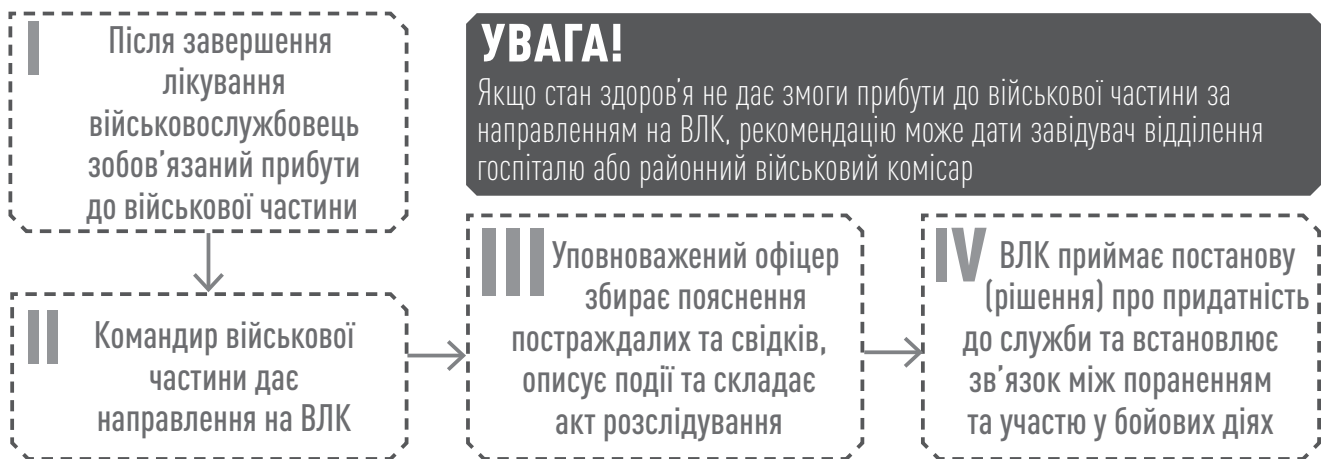 I Після завершення
лікування
військовослужбовець
зобов'язаний прибути
до військової частини
УВАГА!
Якщо стан здоров'я не дає змоги прибути до військової частини за
направленням на ВЛК, рекомендацію може дати завідувач відділення
госпіталю або районний військовий комісар
II Командир військової
частини дає
направлення на ВЛК
III Уповноважений офіцер
збирає пояснення
постраждалих та свідків,
описує події та складає
акт розслідування
IV ВЛК приймає постанову
(рішення) про придатність
до служби та встановлює
зв'язок між пораненням
та участю у бойових діях